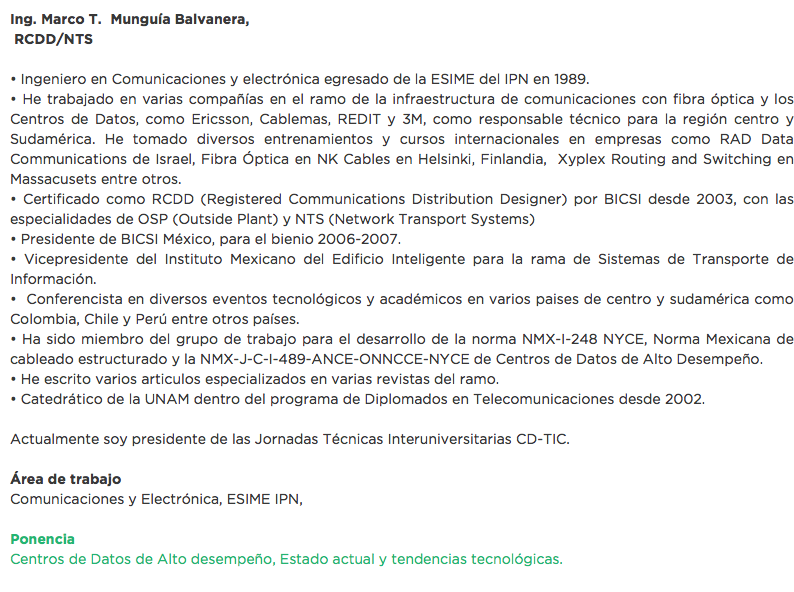 Ing. Marco T.  Munguía Balvanera,
RCDD/NTS
• Ingeniero en Comunicaciones y electrónica egresado de la ESIME del IPN en 1989.
• He trabajado en varias compañías en el ramo de la infraestructura de comunicaciones con fibra óptica y los
Centros de Datos, como Ericsson, Cablemas, REDIT y 3M, como responsable técnico para la región centro y
Sudamérica. He tomado diversos entrenamientos y cursos internacionales en empresas como RAD Data
Communications de Israel, Fibra Óptica en NK Cables en Helsinki, Finlandia,  Xyplex Routing and Switching en
Massacusets entre otros.
• Certificado como RCDD (Registered Communications Distribution Designer) por BICSI desde 2003, con las
especialidades de OSP (Outside Plant) y NTS (Network Transport Systems)
• Presidente de BICSI México, para el bienio 2006-2007.
• Vicepresidente del Instituto Mexicano del Edificio Inteligente para la rama de Sistemas de Transporte de
Información.
•  Conferencista en diversos eventos tecnológicos y académicos en varios paises de centro y sudamérica como
Colombia, Chile y Perú entre otros países.
• Ha sido miembro del grupo de trabajo para el desarrollo de la norma NMX-I-248 NYCE, Norma Mexicana de
cableado estructurado y la NMX-J-C-I-489-ANCE-ONNCCE-NYCE de Centros de Datos de Alto Desempeño.
• He escrito varios articulos especializados en varias revistas del ramo.
• Catedrático de la UNAM dentro del programa de Diplomados en Telecomunicaciones desde 2002.
Actualmente soy presidente de las Jornadas Técnicas Interuniversitarias CD-TIC.
Área de trabajo
Comunicaciones y Electrónica, ESIME IPN,
Ponencia
Centros de Datos de Alto desempeño, Estado actual y tendencias tecnológicas.